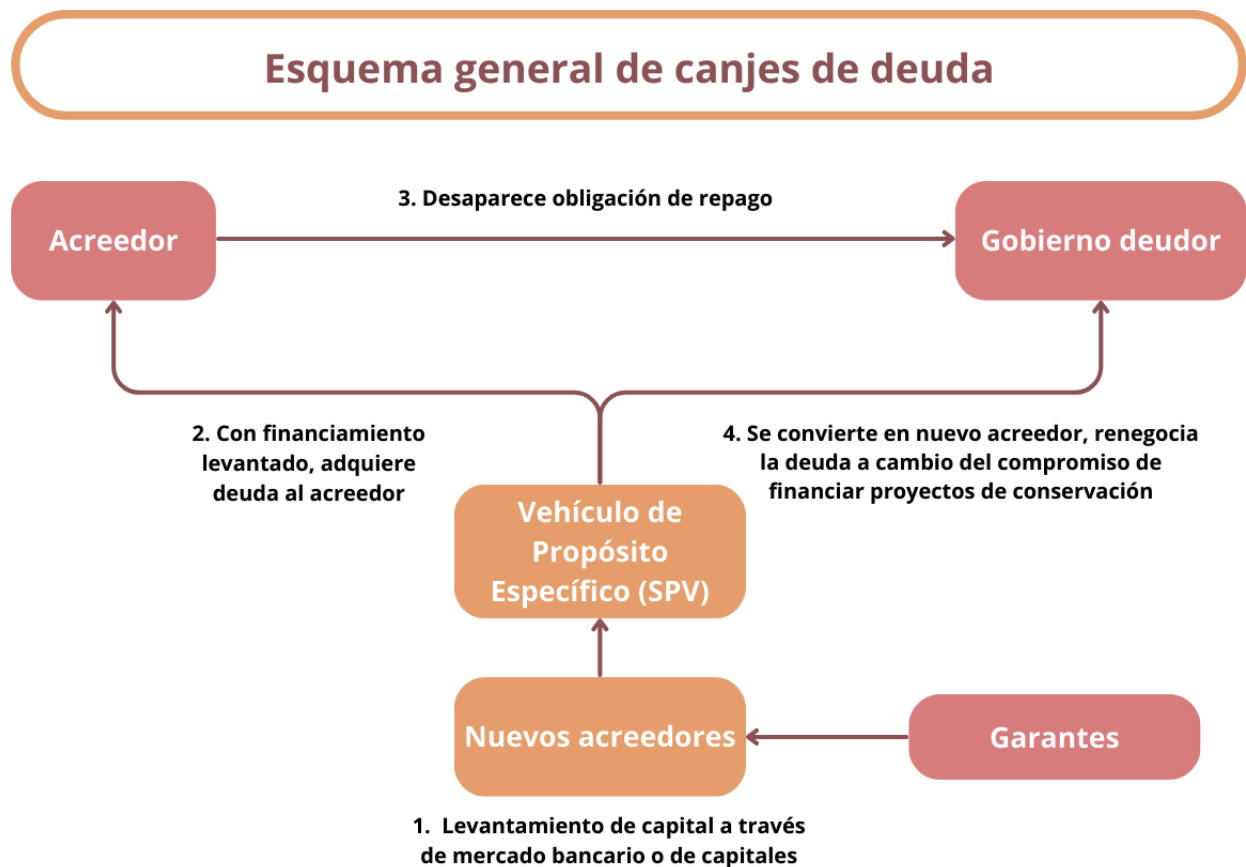 Esquema general de canjes de deuda
3. Desaparece obligación de repago
Acreedor
Gobierno deudor
2. Con financiamiento
levantado, adquiere
deuda al acreedor
4. Se convierte en nuevo acreedor, renegocia
la deuda a cambio del compromiso de
financiar proyectos de conservación
Vehículo de
Propósito
Específico (SPV)
Nuevos acreedores
Garantes
1. Levantamiento de capital a través
de mercado bancario o de capitales